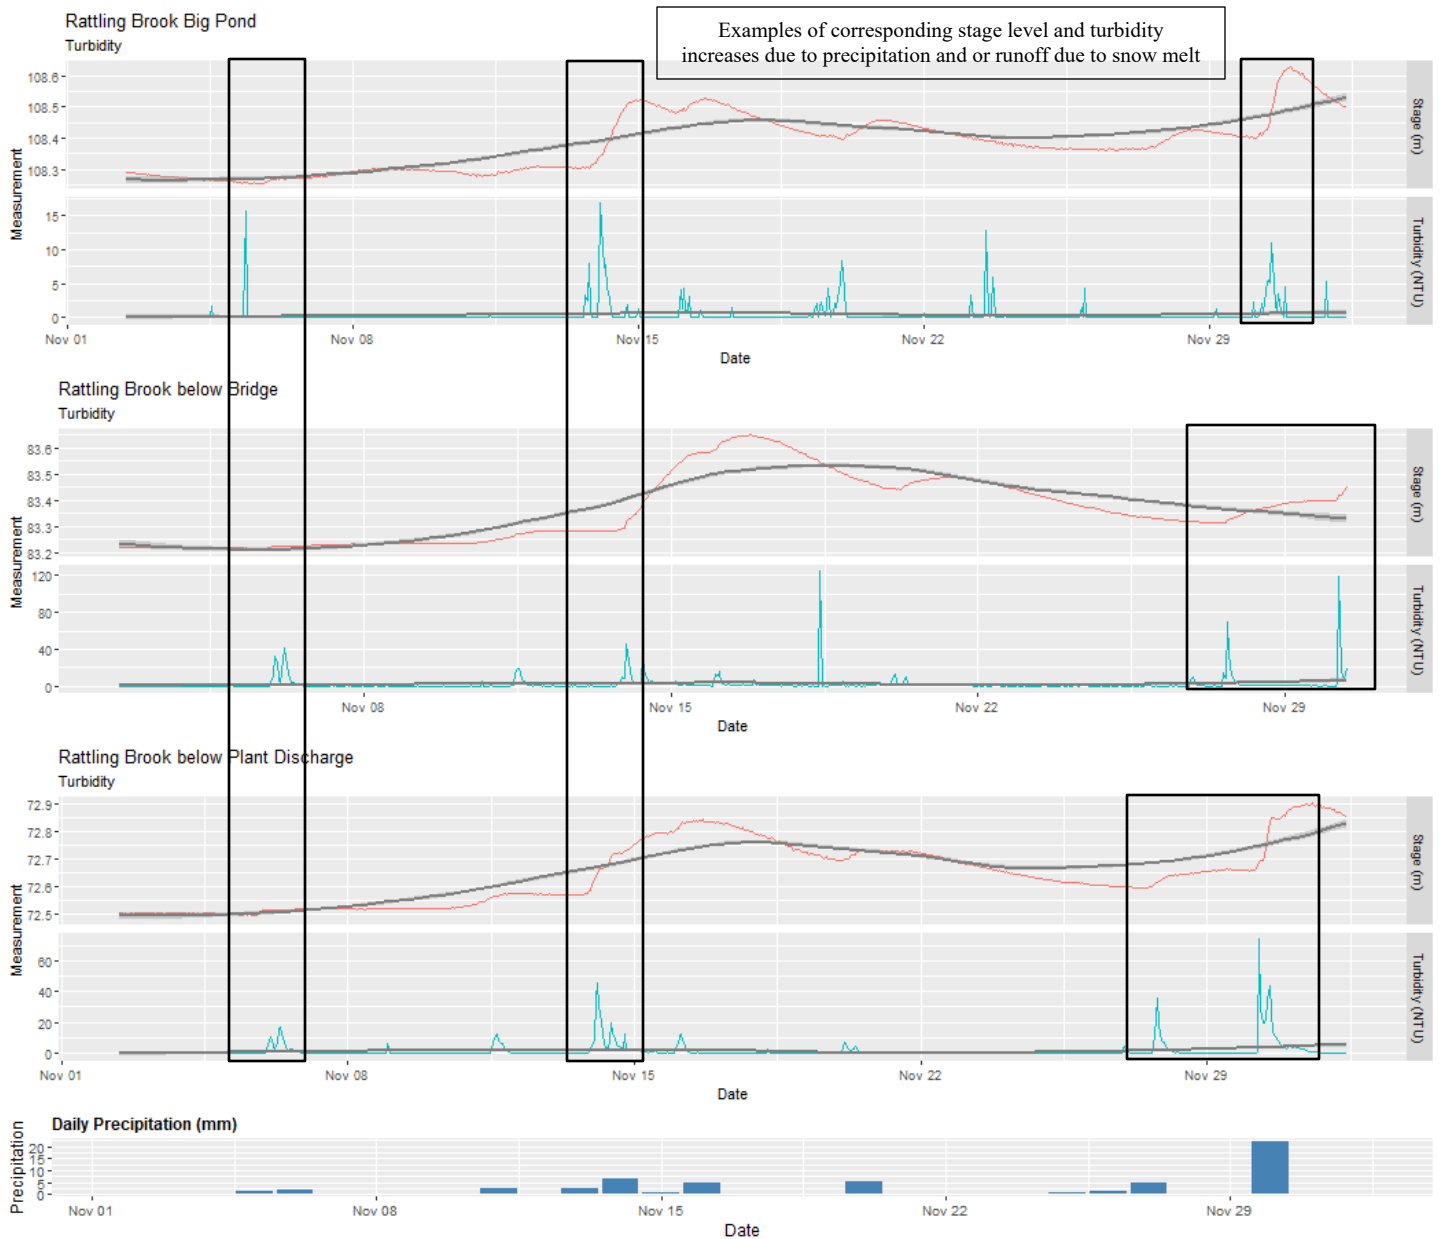 Rattling Brook Big Pond
Turbidity
Examples of corresponding stage level and turbidity
increases due to precipitation and or runoff due to snow melt
108.6
108.5
108.4
108.3
Stage (m)
Measurement
15
10
5
0
Turbidity (NTU)
Nov 01 Nov 08 Nov 15 Nov 22 Nov 29
Date
Rattling Brook below Bridge
Turbidity
83.6
83.5
83.4
83.3
83.2
Stage (m)
Measurement
120
80
40
0
Turbidity (NTU)
Nov 08 Nov 15 Nov 22 Nov 29
Date
Rattling Brook below Plant Discharge
Turbidity
72.9
72.8
72.7
72.6
72.5
Stage (m)
Measurement
60
40
20
0
Turbidity (NTU)
Nov 01 Nov 08 Nov 15 Nov 22 Nov 29
Date
Daily Precipitation (mm)
Precipitation
20
15
10
5
0
Nov 01 Nov 08 Nov 15 Nov 22 Nov 29
Date